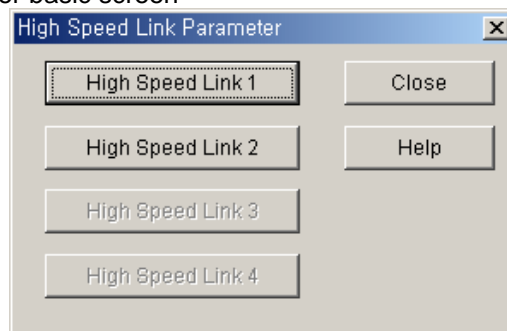 or basic screen
High Speed Link Parameter
High Speed Link 1
Close
High Speed Link 2
Help
High Speed Link 3
High Speed Link 4